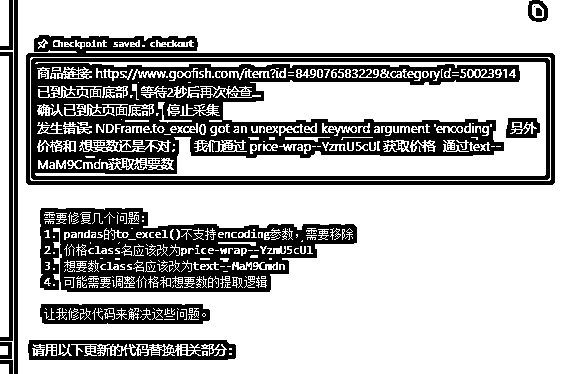 Checkpoint saved. checkout
商品链接: https://www.goofish.com/item?id=849076583229&categoryId=50023914
已到达页面底部，等待2秒后再次检查...
确认已到达页面底部，停止采集
发生错误: NDFrame.to_excel() got an unexpected keyword argument 'encoding' 另外
价格和 想要数还是不对； 我们通过 price-wrap--YzmU5cUl 获取价格 通过text--
MaM9Cmdn获取想要数
需要修复几个问题:
1. pandas的to_excel()不支持encoding参数，需要移除
2. 价格class名应该改为price-wrap--YzmU5cUl
3. 想要数class名应该改为text--MaM9Cmdn
4. 可能需要调整价格和想要数的提取逻辑
让我修改代码来解决这些问题。
请用以下更新的代码替换相关部分：